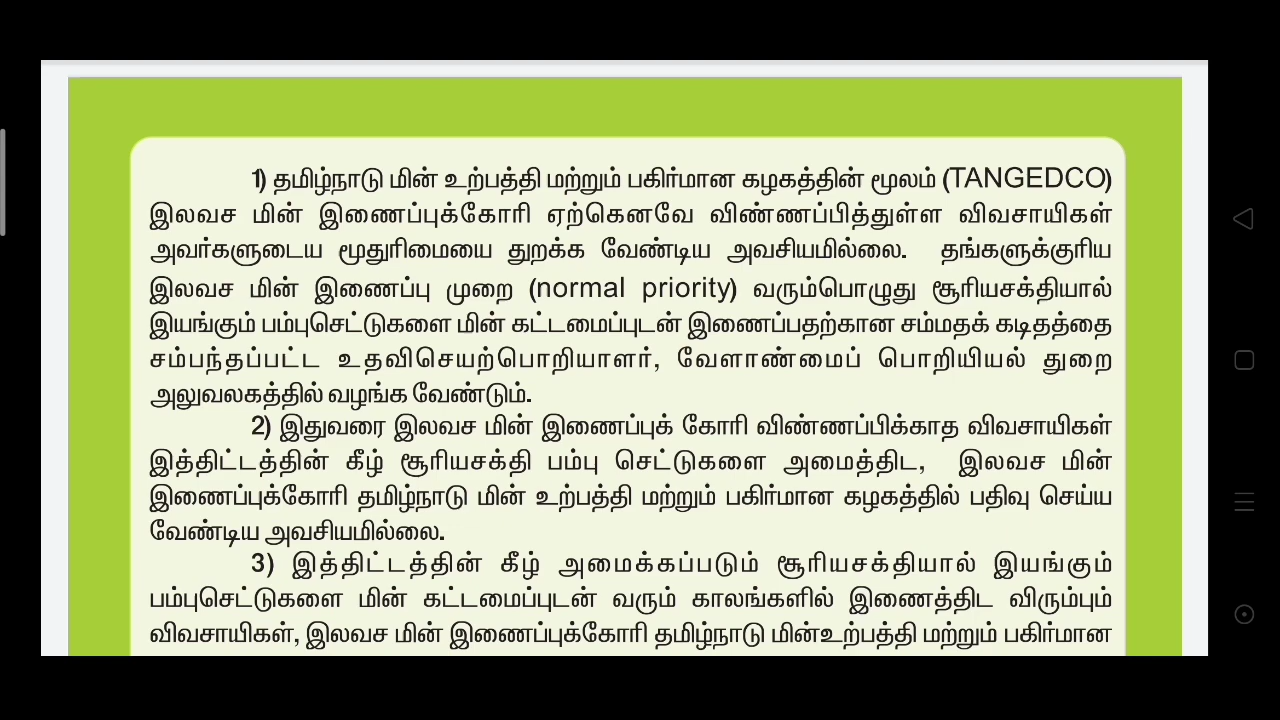 1) தமிழ்நாடு மின் உற்பத்தி மற்றும் பகிர்மான கழகத்தின் மூலம் (TANGEDCO)
இலவச மின் இணைப்புக்கோரி ஏற்கெனவே விண்ணப்பித்துள்ள விவசாயிகள்
அவர்களுடைய மூதுரிமையை துறக்க வேண்டிய அவசியமில்லை. தங்களுக்குரிய
இலவச மின் இணைப்பு முறை (normal priority) வரும்பொழுது சூரியசக்தியால்
இயங்கும் பம்புசெட்டுகளை மின் கட்டமைப்புடன் இணைப்பதற்கான சம்மதக் கடிதத்தை
சம்பந்தப்பட்ட உதவிசெயற்பொறியாளர், வேளாண்மைப் பொறியியல் துறை
அலுவலகத்தில் வழங்க வேண்டும்.
2) இதுவரை இலவச மின் இணைப்புக் கோரி விண்ணப்பிக்காத விவசாயிகள்
இத்திட்டத்தின் கீழ் சூரியசக்தி பம்பு செட்டுகளை அமைத்திட, இலவச மின்
இணைப்புக்கோரி தமிழ்நாடு மின் உற்பத்தி மற்றும் பகிர்மான கழகத்தில் பதிவு செய்ய
வேண்டிய அவசியமில்லை.
3) இத்திட்டத்தின் கீழ் அமைக்கப்படும் சூரியசக்தியால் இயங்கும்
பம்புசெட்டுகளை மின் கட்டமைப்புடன் வரும் காலங்களில் இணைத்திட விரும்பும்
விவசாயிகள், இலவச மின் இணைப்புக்கோரி தமிழ்நாடு மின்உற்பத்தி மற்றும் பகிர்மான